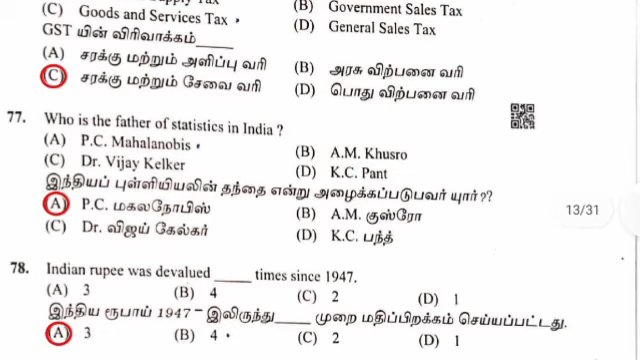 (B) Government Sales Tax
(C) Goods and Services Tax
(D) General Sales Tax
GST யின் விரிவாக்கம் ______
(A) சரக்கு மற்றும் அளிப்பு வரி
(B) அரசு விற்பனை வரி
(C) சரக்கு மற்றும் சேவை வரி
(D) பொது விற்பனை வரி
77. Who is the father of statistics in India ?
(A) P.C. Mahalanobis
(B) A.M. Khusro
(C) Dr. Vijay Kelker
(D) K.C. Pant
இந்தியப் புள்ளியியலின் தந்தை என்று அழைக்கப்படுபவர் யார்??
(A) P.C. மகலநோபிஸ்
(B) A.M. குஸ்ரோ
13/31
(C) Dr. விஜய் கேல்கர்
(D) K.C. பந்த்
78. Indian rupee was devalued ______ times since 1947.
(A) 3 (B) 4 (C) 2 (D) 1
இந்திய ரூபாய் 1947 – இலிருந்து ______ முறை மதிப்பிறக்கம் செய்யப்பட்டது.
(A) 3 (B) 4 (C) 2 (D) 1